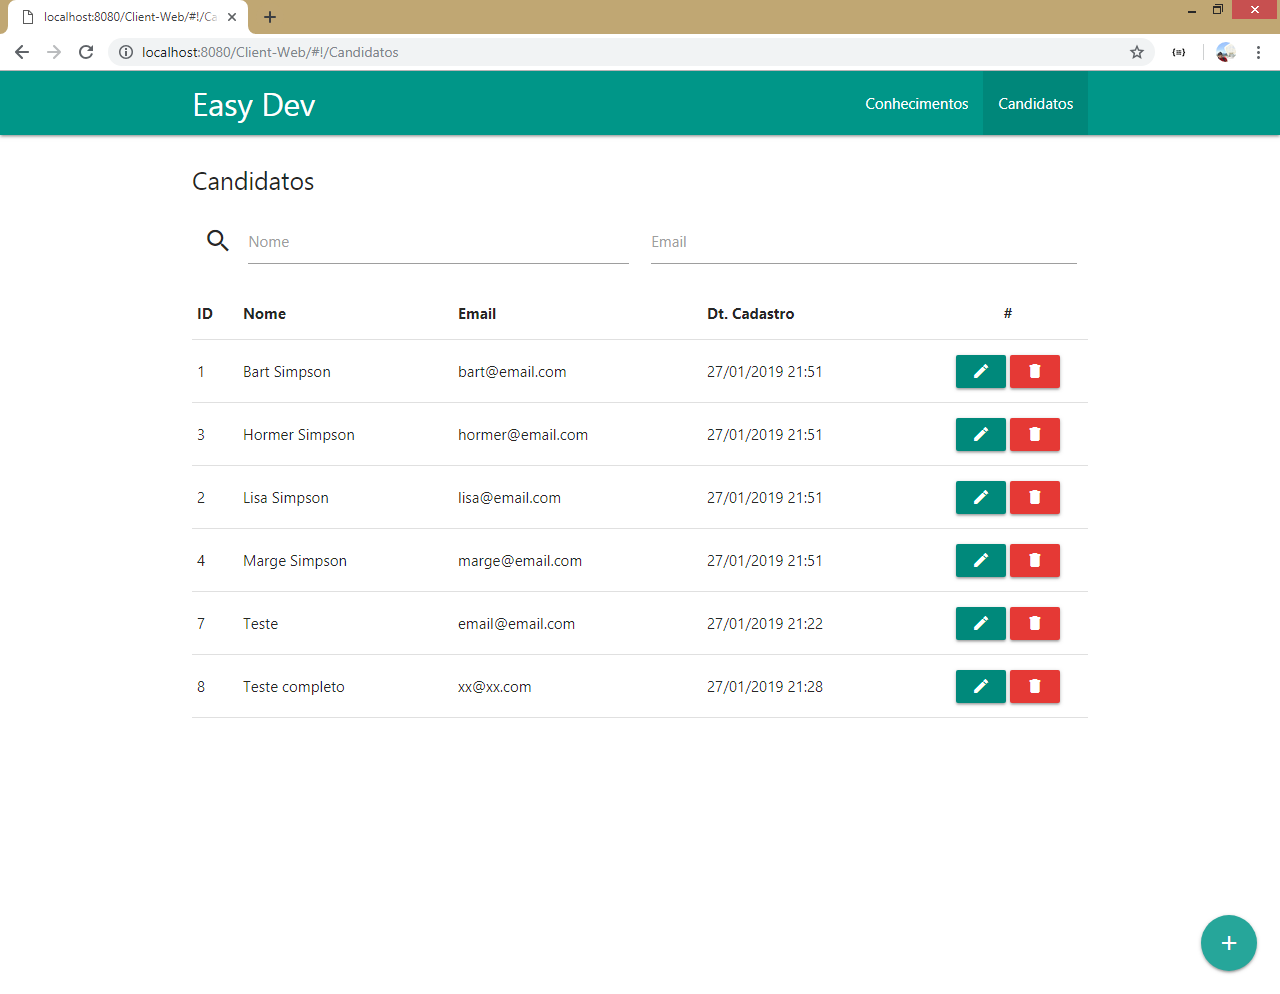 localhost:8080/Client-Web/#!/Ca
localhost:8080/Client-Web/#!/Candidatos
Easy Dev
Conhecimentos
Candidatos
Candidatos
Nome
Email
ID Nome Email Dt. Cadastro #
1 Bart Simpson bart@email.com 27/01/2019 21:51
3 Hormer Simpson hormer@email.com 27/01/2019 21:51
2 Lisa Simpson lisa@email.com 27/01/2019 21:51
4 Marge Simpson marge@email.com 27/01/2019 21:51
7 Teste email@email.com 27/01/2019 21:22
8 Teste completo xx@xx.com 27/01/2019 21:28